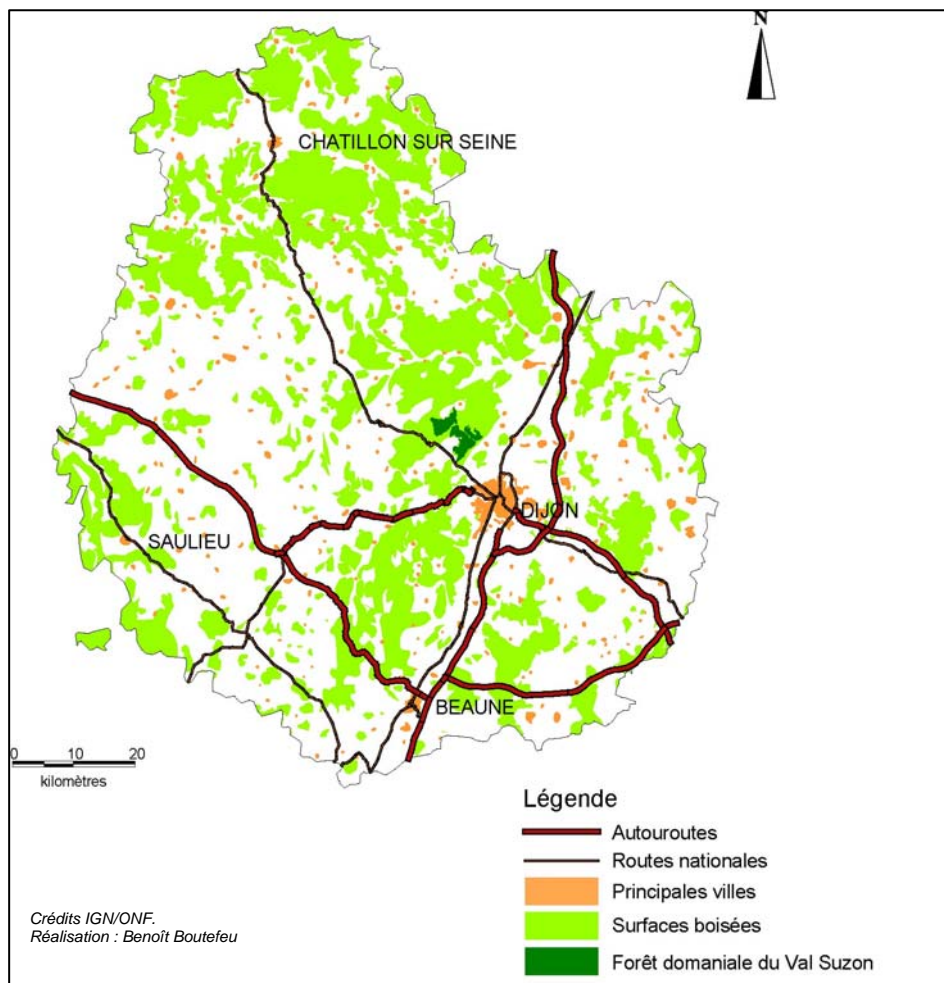 N
CHATILLON SUR SEINE
DIJON
SAULIEU
BEAUNE
0 10 20
kilomètres
Légende
Autouroutes
Routes nationales
Principales villes
Surfaces boisées
Forêt domaniale du Val Suzon
Crédits IGN/ONF.
Réalisation : Benoît Boutefeu